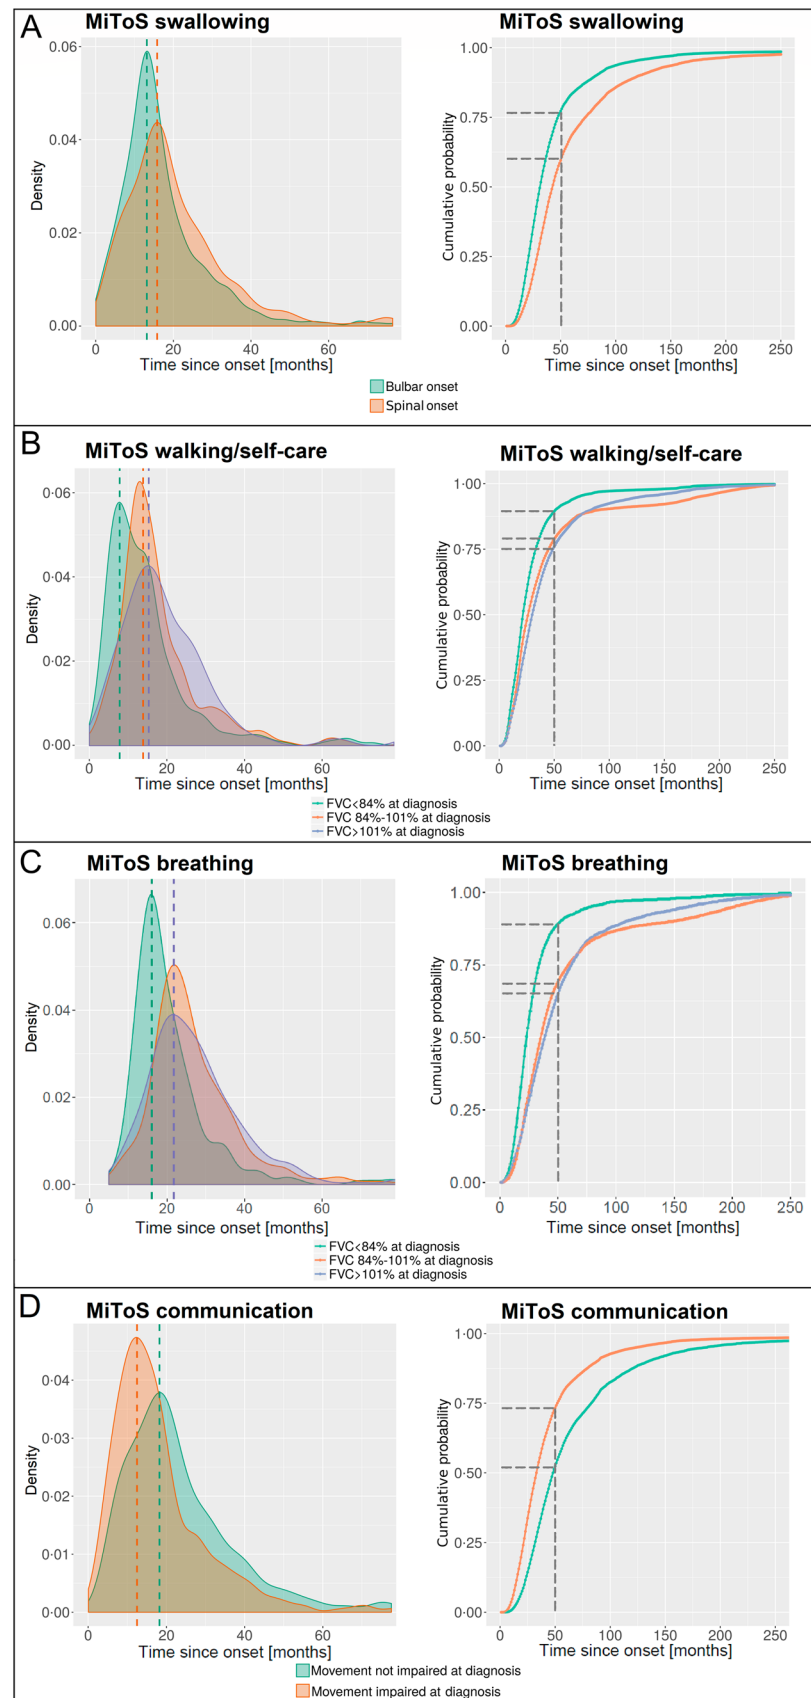 A
MiToS swallowing
0.06
0.04
0.02
0.00
Density
0
20
40
60
Time since onset [months]
MiToS swallowing
1.00
0.75
0.50
0.25
0.00
Cumulative probability
0
50
100
150
200
250
Time since onset [months]
Bulbar onset
Spinal onset
B
MiToS walking/self-care
0·06
0·04
0·02
0·00
Density
0
20
40
60
Time since onset [months]
MiToS walking/self-care
1·00
0·75
0·50
0·25
0·00
Cumulative probability
0
50
100
150
200
250
Time since onset [months]
FVC<84% at diagnosis
FVC 84%-101% at diagnosis
FVC>101% at diagnosis
C
MiToS breathing
0.06
0.04
0.02
0.00
Density
0
20
40
60
Time since onset [months]
MiToS breathing
1.00
0.75
0.50
0.25
0.00
Cumulative probability
0
50
100
150
200
250
Time since onset [months]
FVC<84% at diagnosis
FVC 84%-101% at diagnosis
FVC>101% at diagnosis
D
MiToS communication
0·04
0·03
0·02
0·01
0·00
Density
0
20
40
60
Time since onset [months]
MiToS communication
1·00
0·75
0·50
0·25
0·00
Cumulative probability
0
50
100
150
200
250
Time since onset [months]
Movement not impaired at diagnosis
Movement impaired at diagnosis